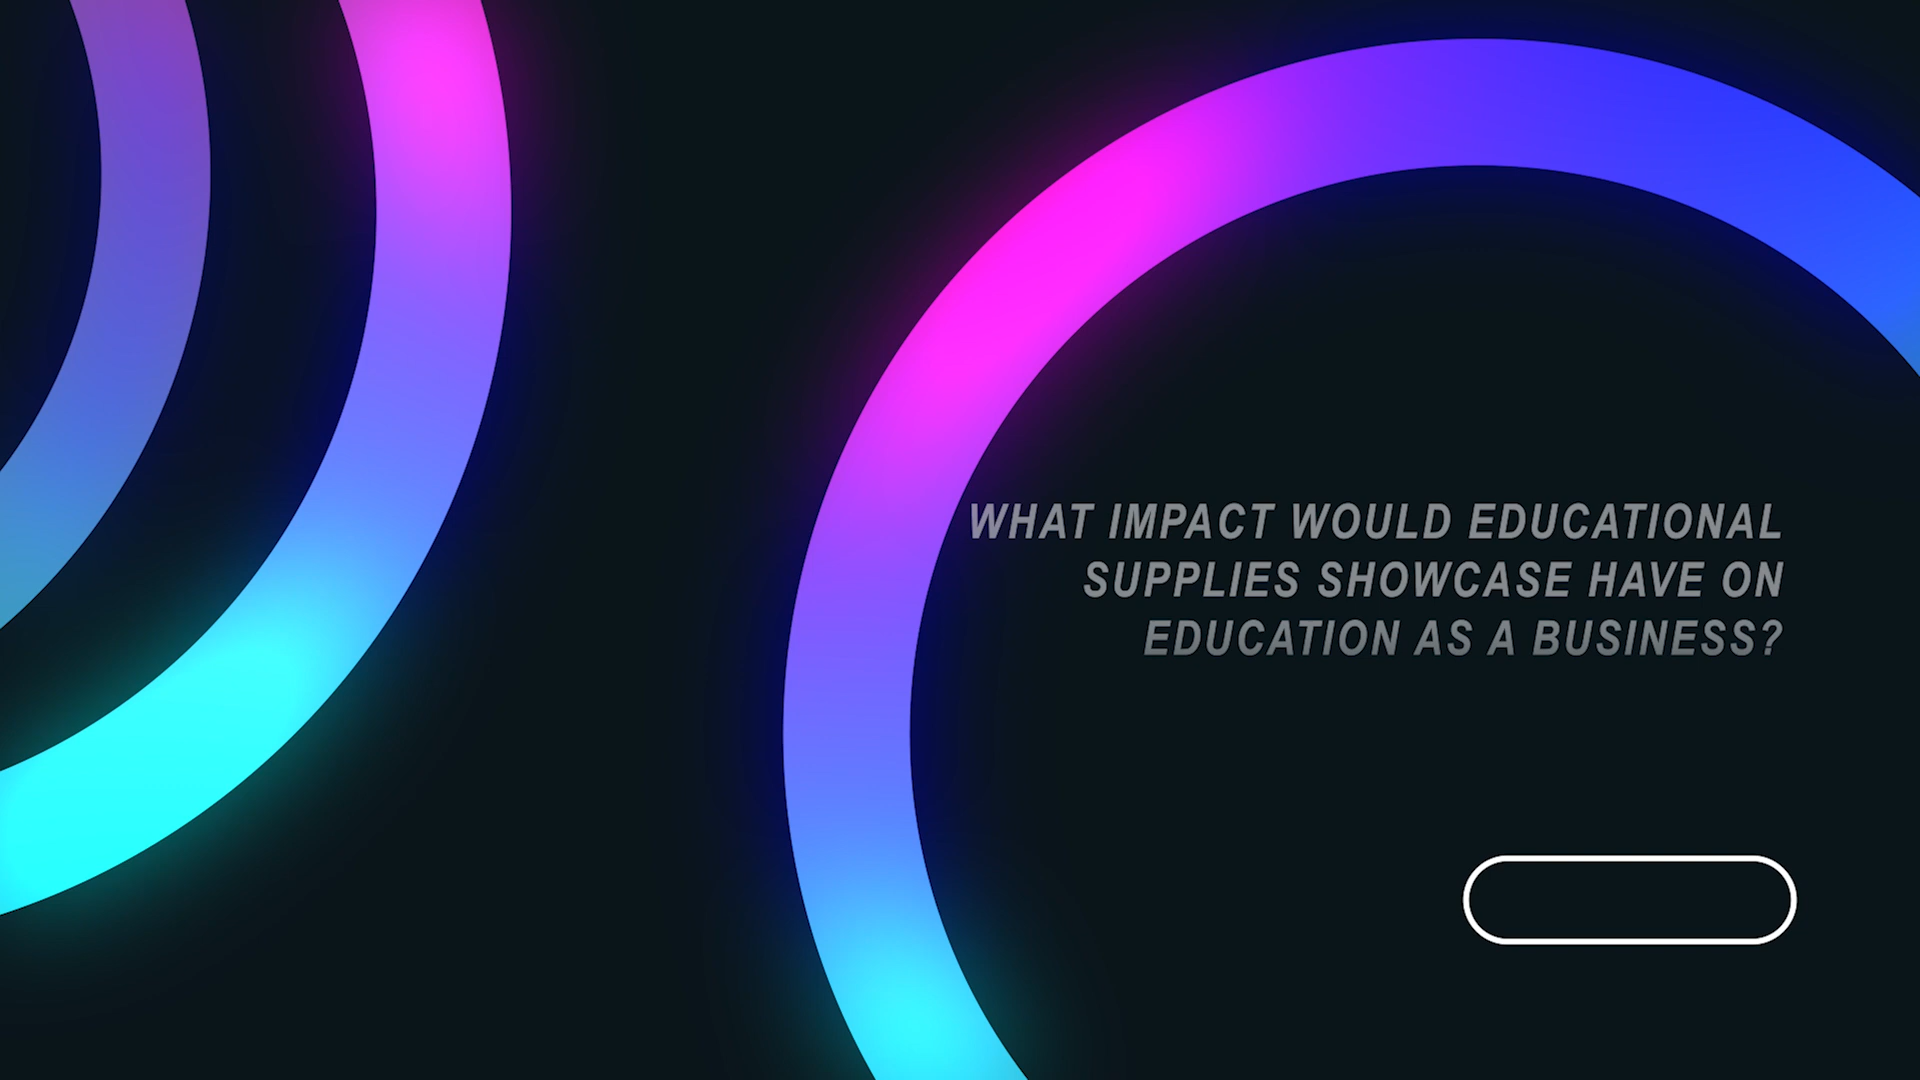 WHAT IMPACT WOULD EDUCATIONAL
SUPPLIES SHOWCASE HAVE ON
EDUCATION AS A BUSINESS?